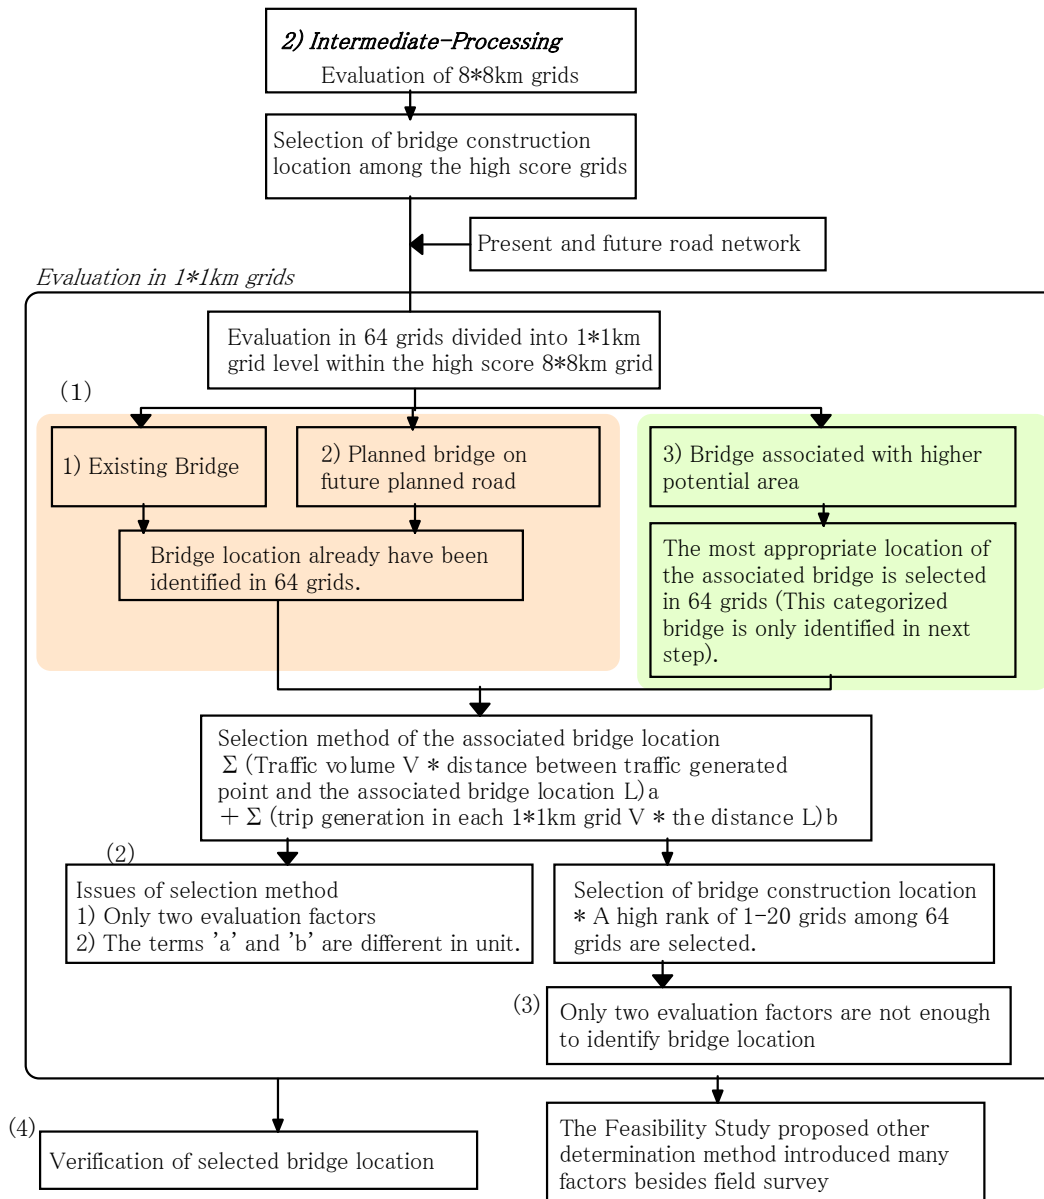 2) Intermediate-Processing
Evaluation of 8*8km grids
Selection of bridge construction
location among the high score grids
Present and future road network
Evaluation in 1*1km grids
Evaluation in 64 grids divided into 1*1km
grid level within the high score 8*8km grid
(1)
1) Existing Bridge
2) Planned bridge on
future planned road
3) Bridge associated with higher
potential area
Bridge location already have been
identified in 64 grids.
The most appropriate location of
the associated bridge is selected
in 64 grids (This categorized
bridge is only identified in next
step).
Selection method of the associated bridge location
Σ (Traffic volume V * distance between traffic generated
point and the associated bridge location L)a
+ Σ (trip generation in each 1*1km grid V * the distance L)b
(2)
Issues of selection method
1) Only two evaluation factors
2) The terms 'a' and 'b' are different in unit.
Selection of bridge construction location
* A high rank of 1-20 grids among 64
grids are selected.
(3)
Only two evaluation factors are not enough
to identify bridge location
(4)
Verification of selected bridge location
The Feasibility Study proposed other
determination method introduced many
factors besides field survey